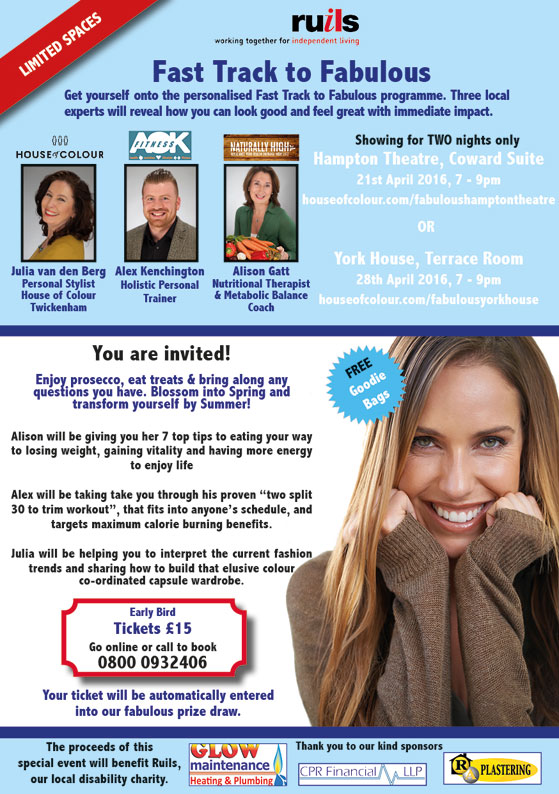 LIMITED SPACES
ruils
working together for independent living
Fast Track to Fabulous
Get yourself onto the personalised Fast Track to Fabulous programme. Three local
experts will reveal how you can look good and feel great with immediate impact.
HOUSE of COLOUR
AOK
FITNESS
NATURALLY HIGH
Julia van den Berg
Personal Stylist
House of Colour
Twickenham
Alex Kenchington
Holistic Personal
Trainer
Alison Gatt
Nutritional Therapist
& Metabolic Balance
Coach
Showing for TWO nights only
Hampton Theatre, Coward Suite
21st April 2016, 7 - 9pm
houseofcolour.com/fabuloushamptontheatre
OR
York House, Terrace Room
28th April 2016, 7 - 9pm
houseofcolour.com/fabulousyorkhouse
You are invited!
Enjoy prosecco, eat treats & bring along any
questions you have. Blossom into Spring and
transform yourself by Summer!
FREE
Goodie
Bags
Alison will be giving you her 7 top tips to eating your way
to losing weight, gaining vitality and having more energy
to enjoy life
Alex will be taking take you through his proven “two split
30 to trim workout”, that fits into anyone’s schedule, and
targets maximum calorie burning benefits.
Julia will be helping you to interpret the current fashion
trends and sharing how to build that elusive colour
co-ordinated capsule wardrobe.
Early Bird
Tickets £15
Go online or call to book
0800 0932406
Your ticket will be automatically entered
into our fabulous prize draw.
The proceeds of this
special event will benefit Ruils,
our local disability charity.
GLOW
maintenance
Heating & Plumbing
Thank you to our kind sponsors
CPR Financial LLP
R PLASTERING